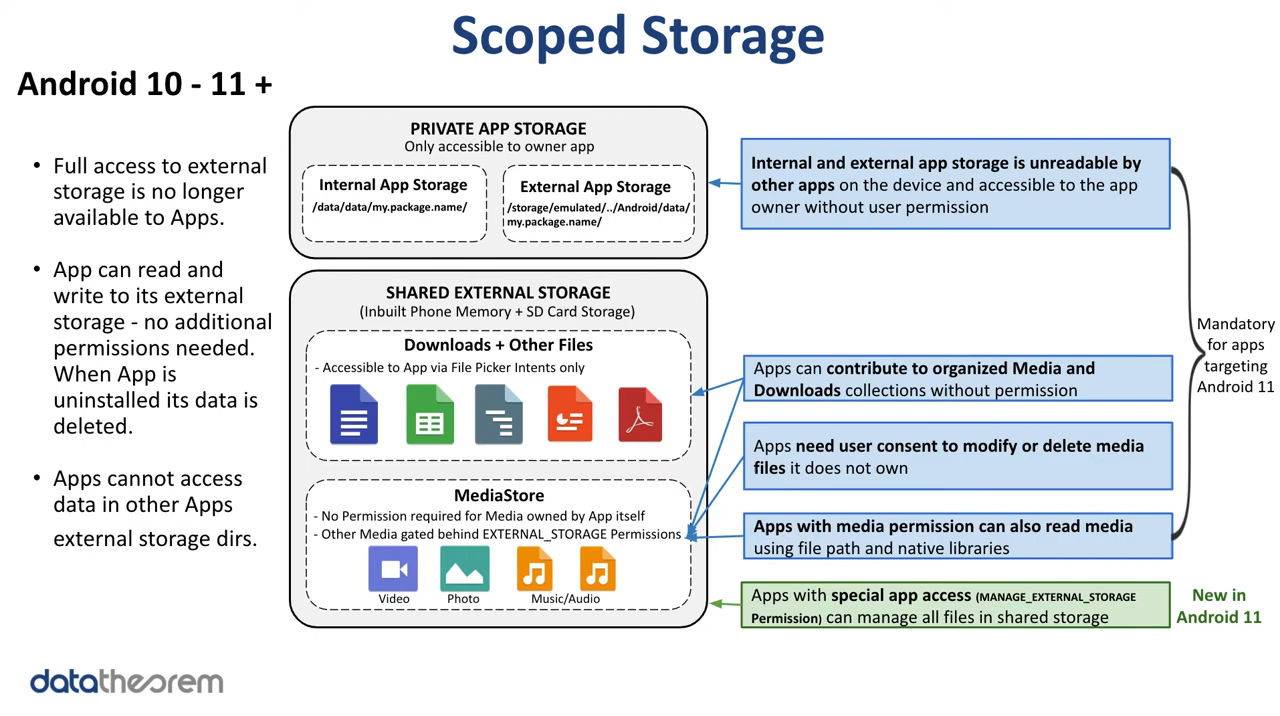 Scoped Storage
Android 10 - 11 +
• Full access to external
storage is no longer
available to Apps.
• App can read and
write to its external
storage - no additional
permissions needed.
When App is
uninstalled its data is
deleted.
• Apps cannot access
data in other Apps
external storage dirs.
PRIVATE APP STORAGE
Only accessible to owner app
Internal App Storage
/data/data/my.package.name/
External App Storage
/storage/emulated/../Android/data/
my.package.name/
SHARED EXTERNAL STORAGE
(Inbuilt Phone Memory + SD Card Storage)
Downloads + Other Files
- Accessible to App via File Picker Intents only
MediaStore
- No Permission required for Media owned by App itself
- Other Media gated behind EXTERNAL_STORAGE Permissions
Video
Photo
Music/Audio
Internal and external app storage is unreadable by
other apps on the device and accessible to the app
owner without user permission
Apps can contribute to organized Media and
Downloads collections without permission
Apps need user consent to modify or delete media
files it does not own
Apps with media permission can also read media
using file path and native libraries
Apps with special app access (MANAGE_EXTERNAL_STORAGE
Permission) can manage all files in shared storage
Mandatory
for apps
targeting
Android 11
New in
Android 11
datatheorem